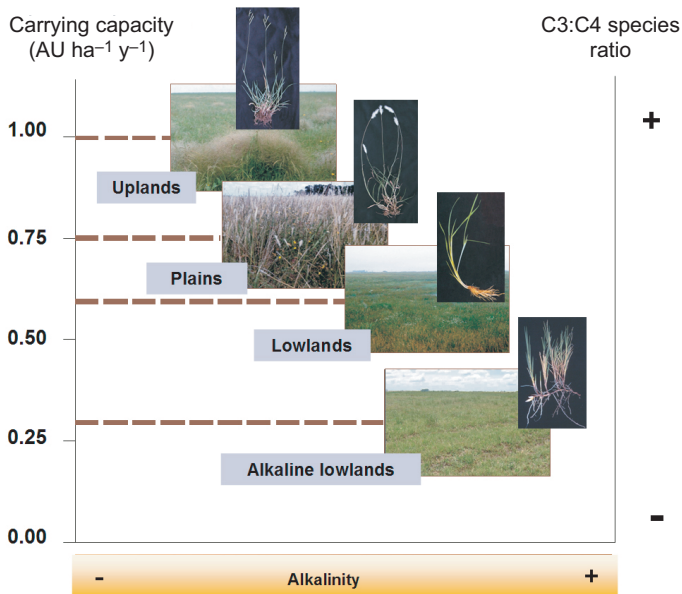 Carrying capacity
(AU ha⁻¹ y⁻¹)
C3:C4 species
ratio
1.00
+
Uplands
0.75
Plains
Lowlands
0.50
0.25
Alkaline lowlands
-
0.00
- Alkalinity +